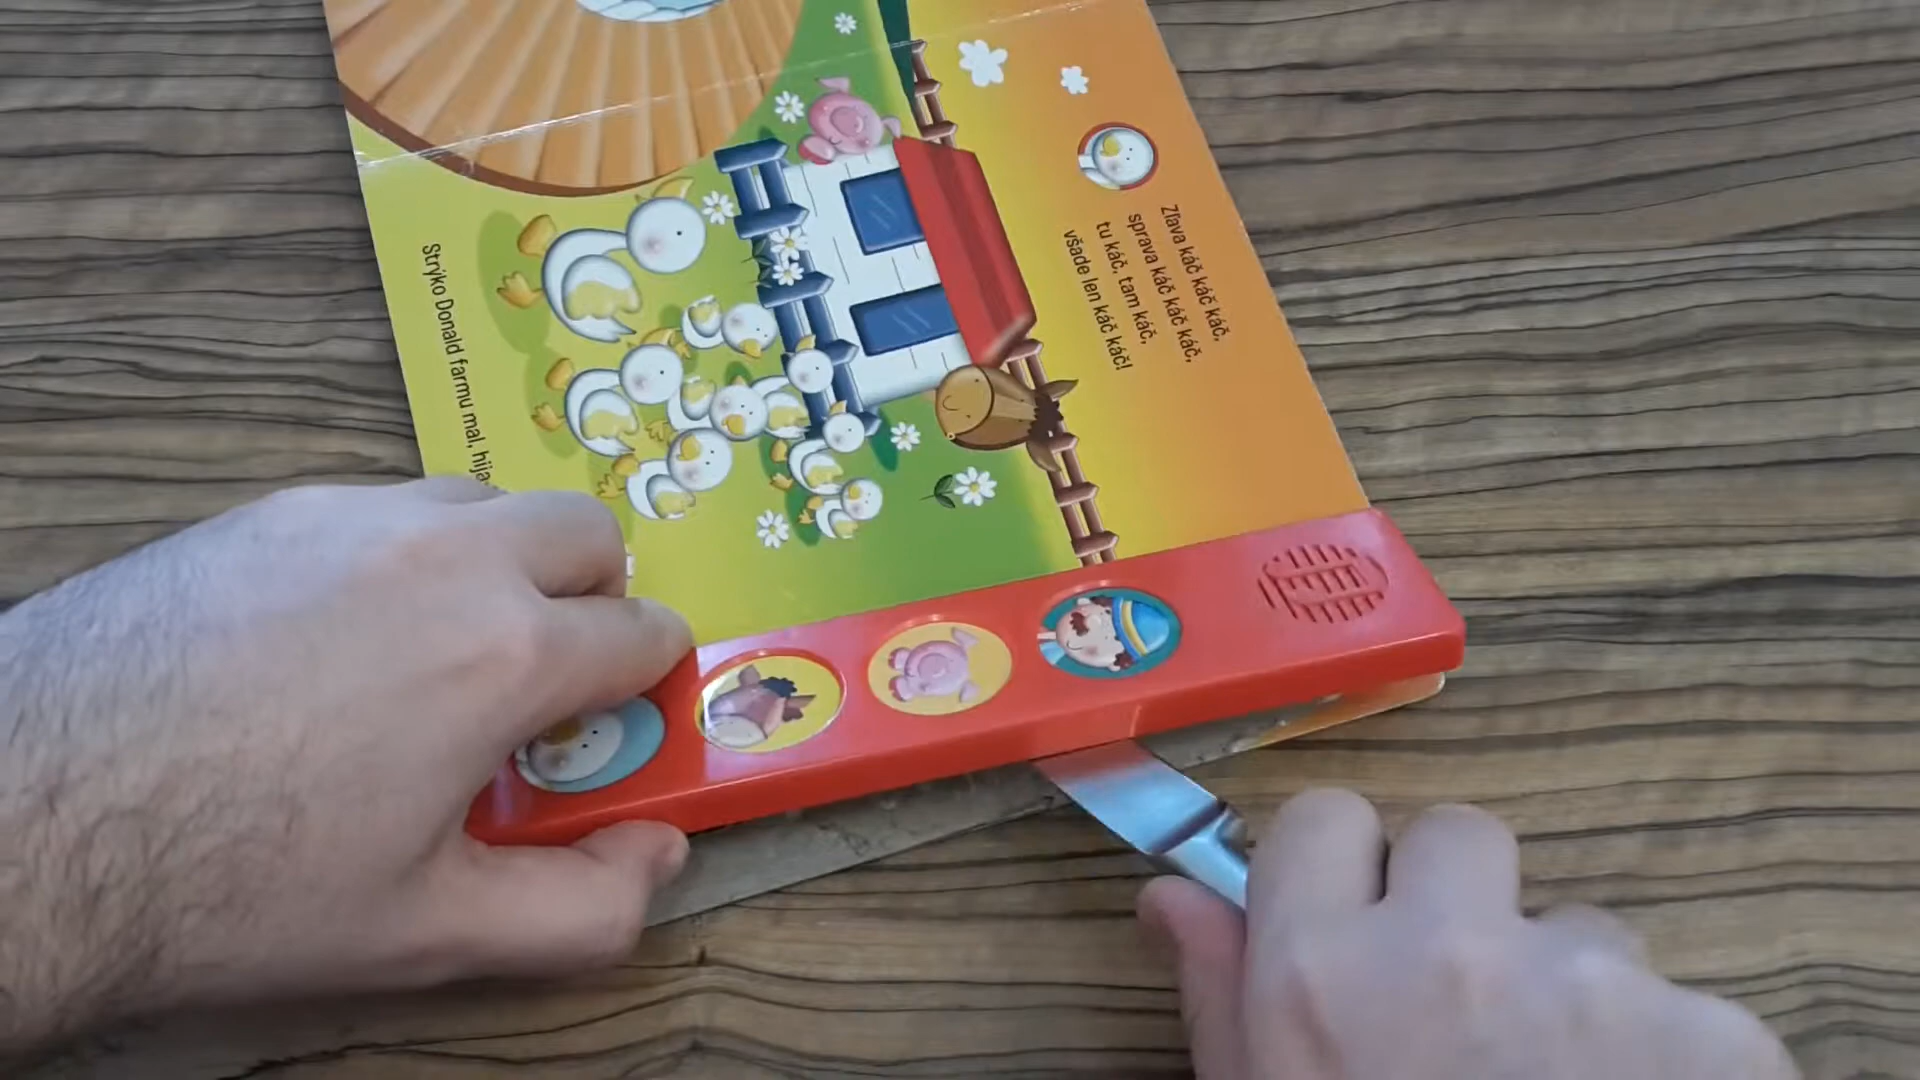 Strýko Donald farmu mal, hija
Zľava káč káč káč,
sprava káč káč káč,
tu káč, tam káč,
všade len káč káč!